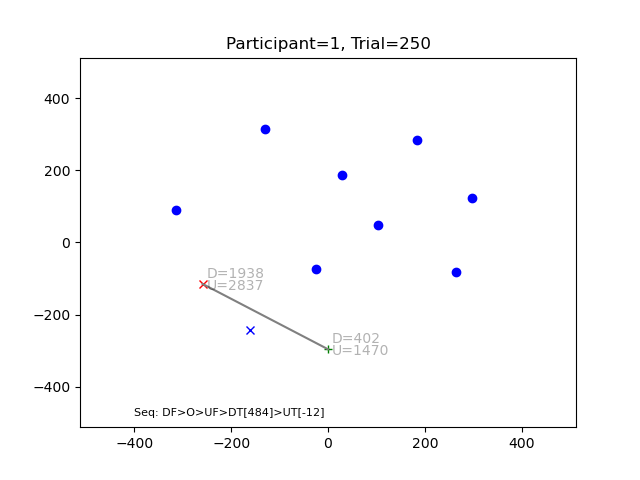 Participant=1, Trial=250
400
200
0
−200
−400
D=1938
U=2837
D=402
U=1470
Seq: DF>O>UF>DT[484]>UT[-12]
−400
−200
0
200
400